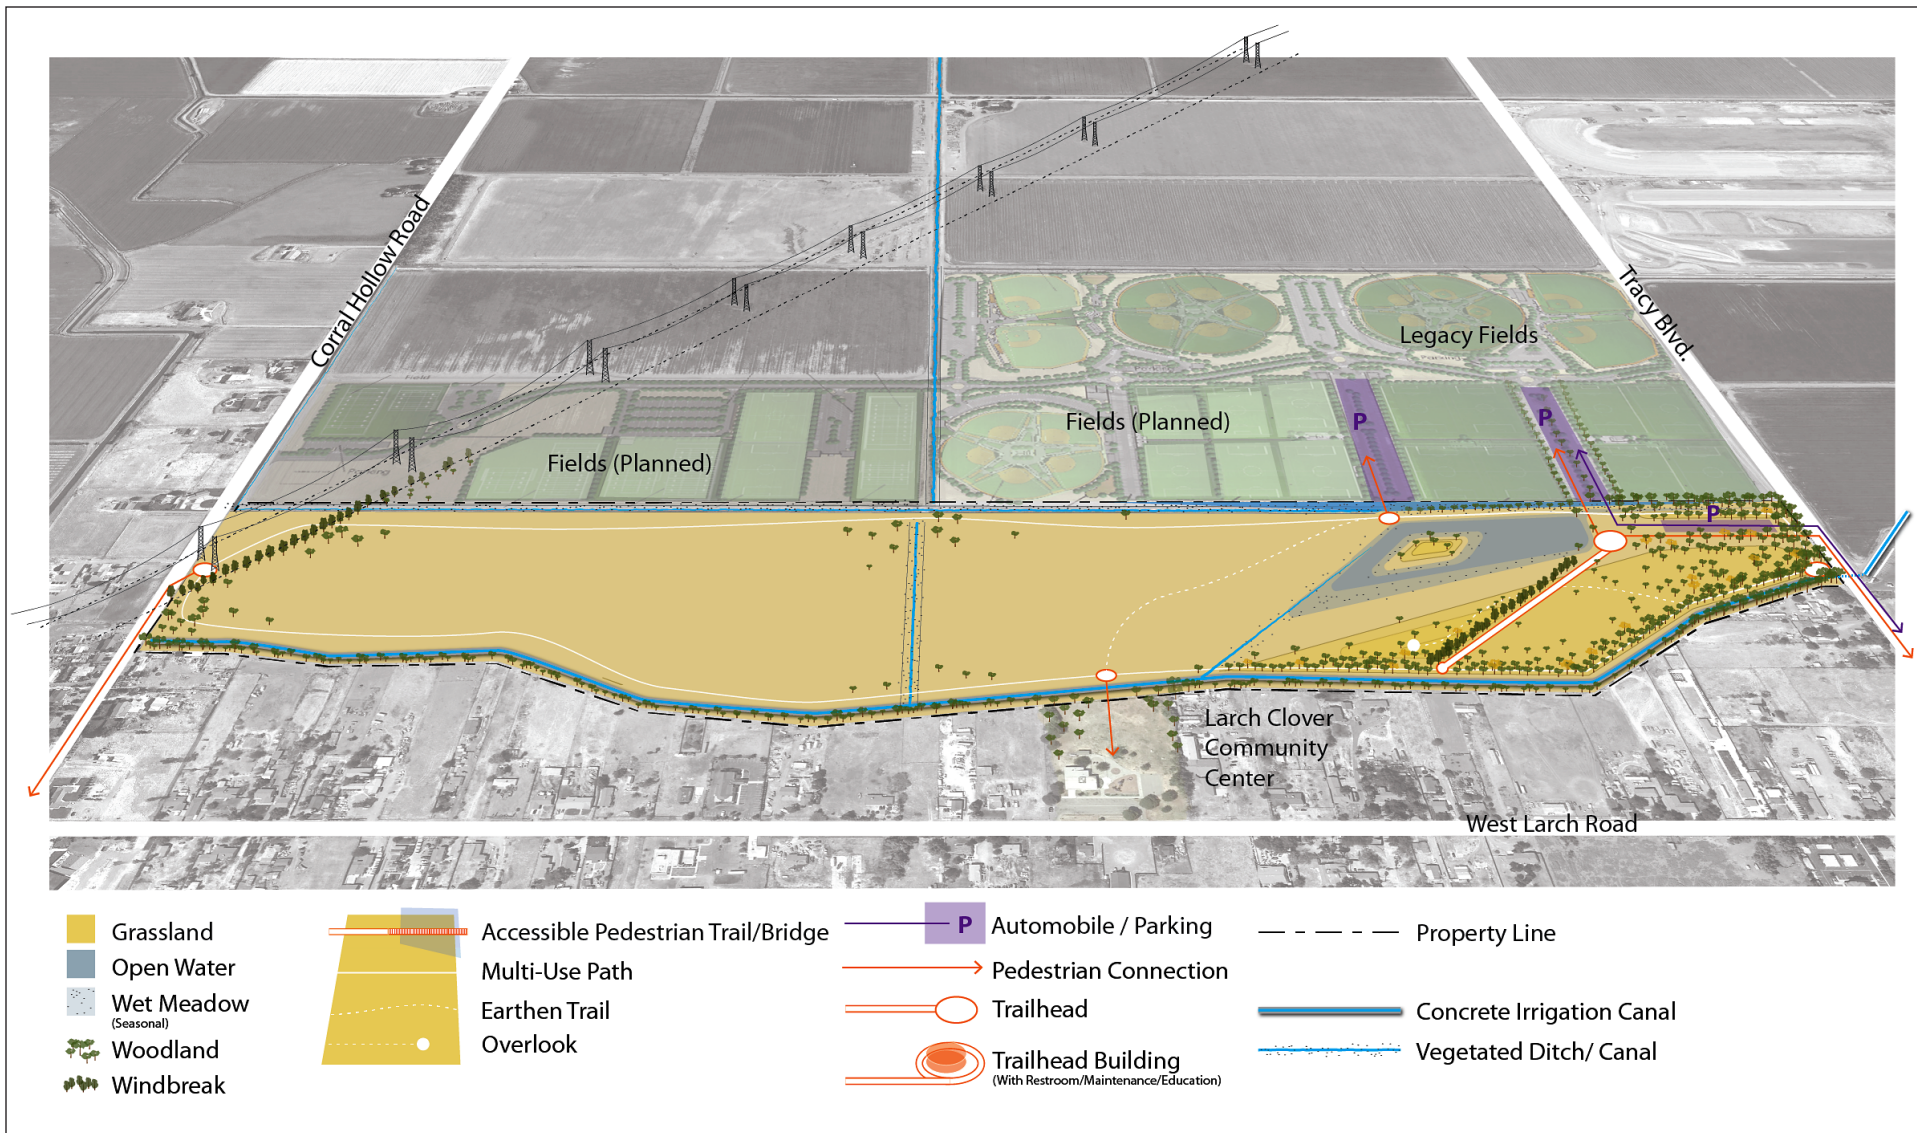 Corral Hollow Road
Tracy Blvd.
Legacy Fields
Fields (Planned)
P
P
Fields (Planned)
P
Larch Clover
Community
Center
West Larch Road
Grassland
Open Water
Wet Meadow
(Seasonal)
Woodland
Windbreak
Accessible Pedestrian Trail/Bridge
Multi-Use Path
Earthen Trail
Overlook
P
Automobile / Parking
Pedestrian Connection
Trailhead
Trailhead Building
(With Restroom/Maintenance/Education)
Property Line
Concrete Irrigation Canal
Vegetated Ditch/ Canal